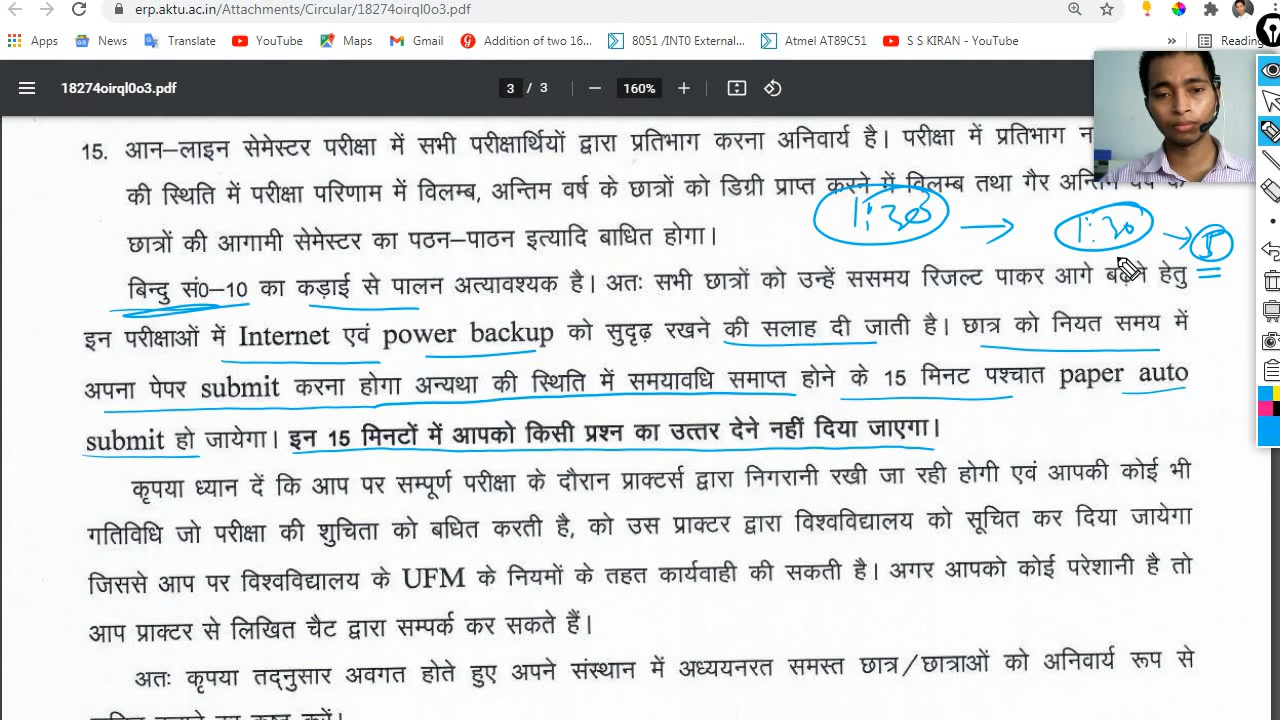 erp.aktu.ac.in/Attachments/Circular/18274oirql0o3.pdf
Apps News Translate YouTube Maps Gmail Addition of two 16... 8051 /INT0 External... Atmel AT89C51 S S KIRAN - YouTube » Reading
18274oirql0o3.pdf 3 / 3 160%
15. आन–लाइन सेमेस्टर परीक्षा में सभी परीक्षार्थियों द्वारा प्रतिभाग करना अनिवार्य है। परीक्षा में प्रतिभाग
की स्थिति में परीक्षा परिणाम में विलम्ब, अन्तिम वर्ष के छात्रों को डिग्री प्राप्त करने में विलम्ब तथा गैर अन्तिम वर्ष के
1:30 1:30 5
छात्रों की आगामी सेमेस्टर का पठन–पाठन इत्यादि बाधित होगा।
बिन्दु सं0–10 का कड़ाई से पालन अत्यावश्यक है। अतः सभी छात्रों को उन्हें ससमय रिजल्ट पाकर आगे बढ़ने हेतु
इन परीक्षाओं में Internet एवं power backup को सुदृढ़ रखने की सलाह दी जाती है। छात्र को नियत समय में
अपना पेपर submit करना होगा अन्यथा की स्थिति में समयावधि समाप्त होने के 15 मिनट पश्चात paper auto
submit हो जायेगा। इन 15 मिनटों में आपको किसी प्रश्न का उत्तर देने नहीं दिया जाएगा।
कृपया ध्यान दें कि आप पर सम्पूर्ण परीक्षा के दौरान प्राक्टर्स द्वारा निगरानी रखी जा रही होगी एवं आपकी कोई भी
गतिविधि जो परीक्षा की शुचिता को बधित करती है, को उस प्राक्टर द्वारा विश्वविद्यालय को सूचित कर दिया जायेगा
जिससे आप पर विश्वविद्यालय के UFM के नियमों के तहत कार्यवाही की सकती है। अगर आपको कोई परेशानी है तो
आप प्राक्टर से लिखित चैट द्वारा सम्पर्क कर सकते हैं।
अतः कृपया तद्नुसार अवगत होते हुए अपने संस्थान में अध्ययनरत समस्त छात्र/छात्राओं को अनिवार्य रूप से